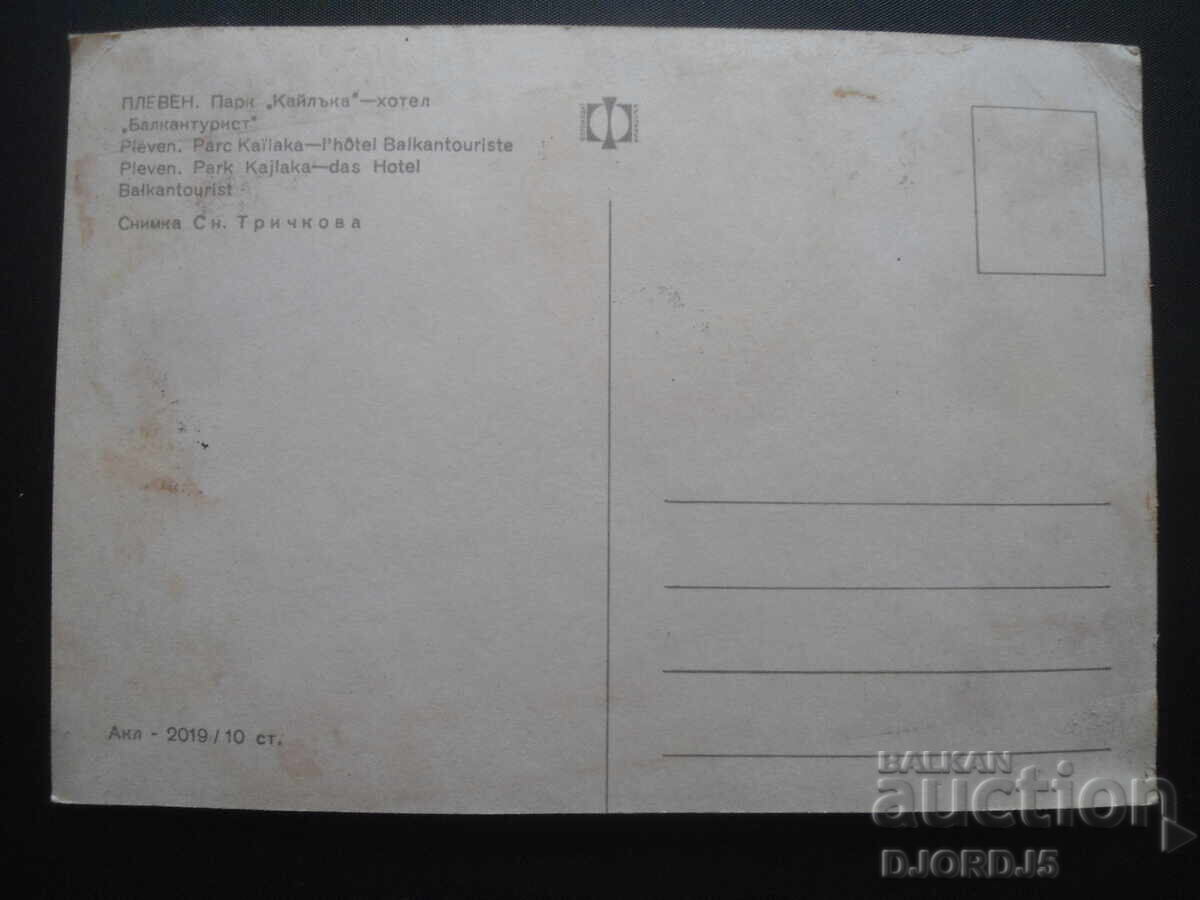 ПЛЕВЕН. Парк „Кайлъка"—хотел
„Балкантурист"
Pléven. Parc Kaïlaka—l'hôtel Balkantouriste
Pleven. Park Kajlaka—das Hotel
Balkantourist
Снимка Сн. Тричкова
Акл - 2019/10 ст.
BALKAN
auction
DJORDJ5